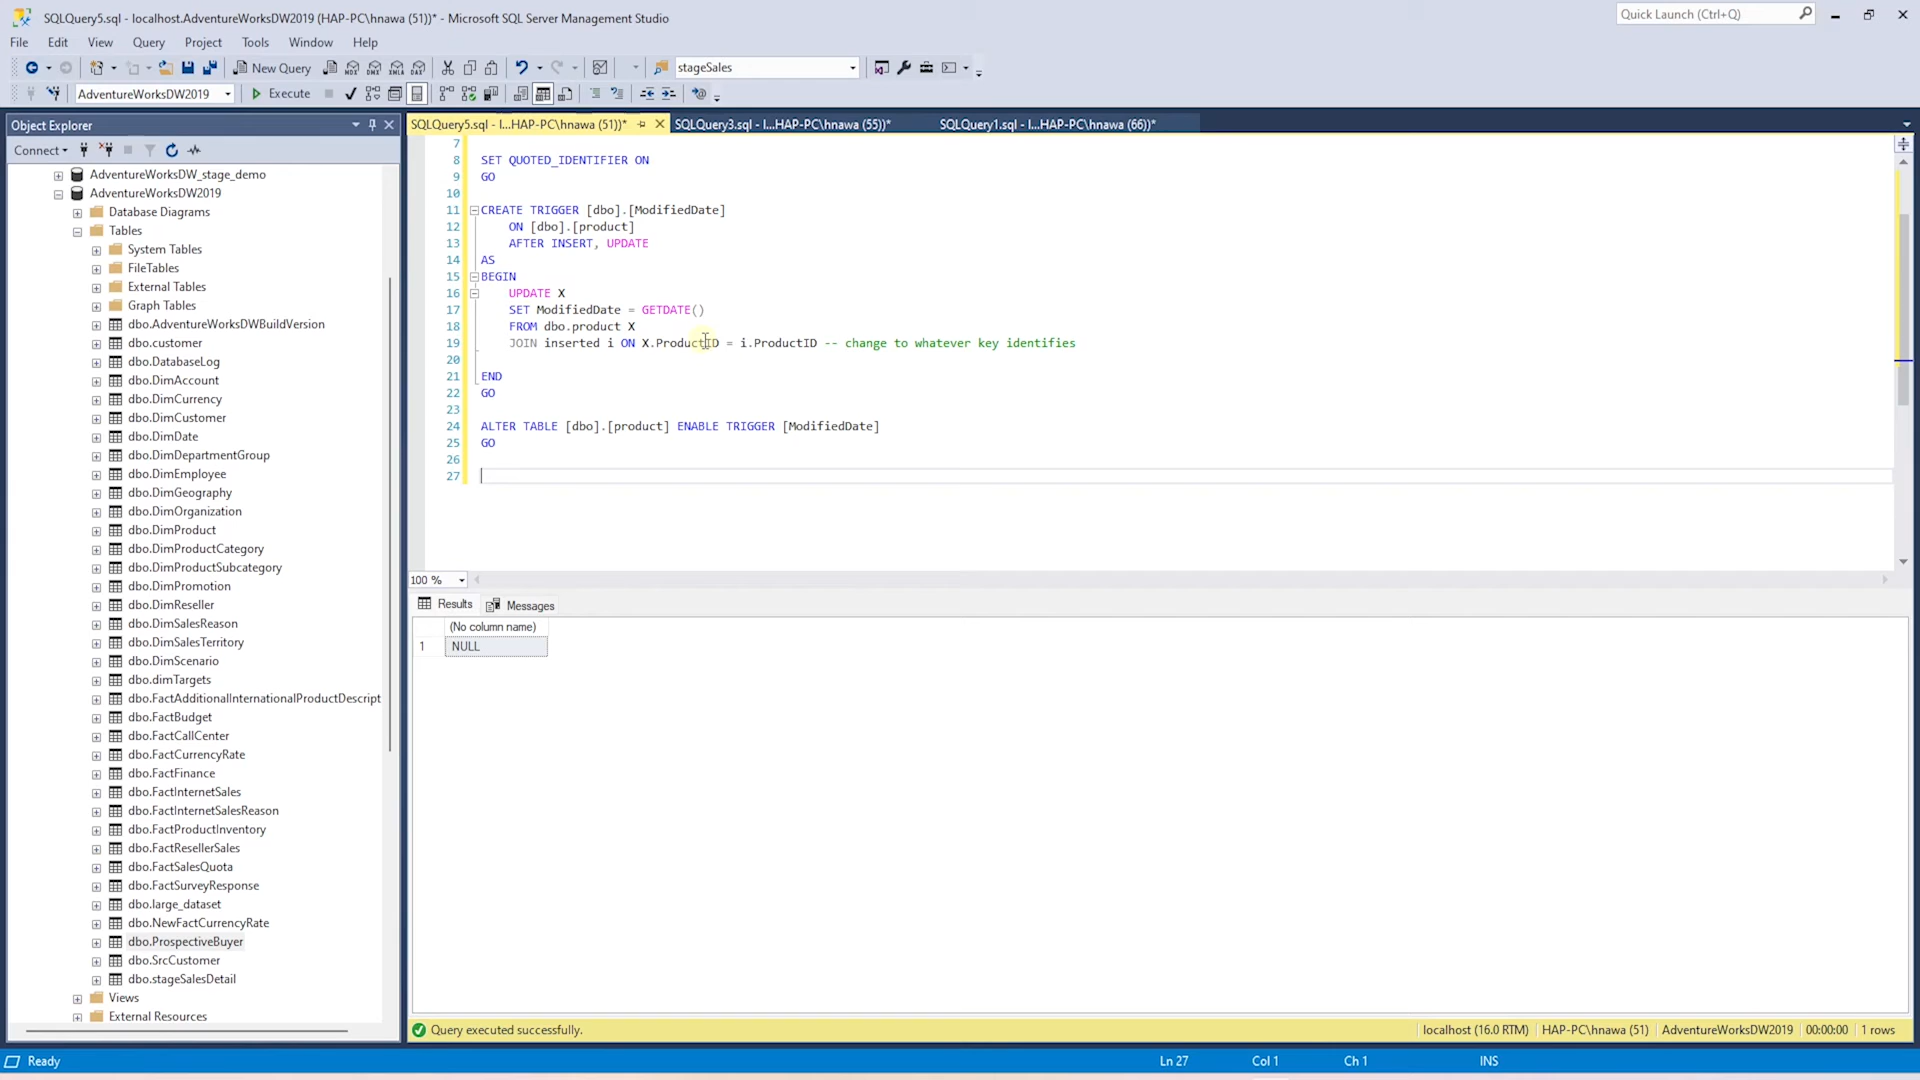 SQLQuery5.sql - localhost.AdventureWorksDW2019 (HAP-PC\hnawa (51))* - Microsoft SQL Server Management Studio
Quick Launch (Ctrl+Q)
File Edit View Query Project Tools Window Help
New Query
MDX DMX XMLA DAX
stageSales
AdventureWorksDW2019
Execute
Object Explorer
SQLQuery5.sql - l...HAP-PC\hnawa (51))*
SQLQuery3.sql - l...HAP-PC\hnawa (55))*
SQLQuery1.sql - l...HAP-PC\hnawa (66))*
Connect
AdventureWorksDW_stage_demo
AdventureWorksDW2019
Database Diagrams
Tables
System Tables
FileTables
External Tables
Graph Tables
dbo.AdventureWorksDWBuildVersion
dbo.customer
dbo.DatabaseLog
dbo.DimAccount
dbo.DimCurrency
dbo.DimCustomer
dbo.DimDate
dbo.DimDepartmentGroup
dbo.DimEmployee
dbo.DimGeography
dbo.DimOrganization
dbo.DimProduct
dbo.DimProductCategory
dbo.DimProductSubcategory
dbo.DimPromotion
dbo.DimReseller
dbo.DimSalesReason
dbo.DimSalesTerritory
dbo.DimScenario
dbo.dimTargets
dbo.FactAdditionalInternationalProductDescript
dbo.FactBudget
dbo.FactCallCenter
dbo.FactCurrencyRate
dbo.FactFinance
dbo.FactInternetSales
dbo.FactInternetSalesReason
dbo.FactProductInventory
dbo.FactResellerSales
dbo.FactSalesQuota
dbo.FactSurveyResponse
dbo.large_dataset
dbo.NewFactCurrencyRate
dbo.ProspectiveBuyer
dbo.SrcCustomer
dbo.stageSalesDetail
Views
External Resources
7
8 SET QUOTED_IDENTIFIER ON
9 GO
10
11 CREATE TRIGGER [dbo].[ModifiedDate]
12 ON [dbo].[product]
13 AFTER INSERT, UPDATE
14 AS
15 BEGIN
16 UPDATE X
17 SET ModifiedDate = GETDATE()
18 FROM dbo.product X
19 JOIN inserted i ON X.ProductID = i.ProductID -- change to whatever key identifies
20
21 END
22 GO
23
24 ALTER TABLE [dbo].[product] ENABLE TRIGGER [ModifiedDate]
25 GO
26
27
100 %
Results Messages
(No column name)
1 NULL
Query executed successfully.
localhost (16.0 RTM) HAP-PC\hnawa (51) AdventureWorksDW2019 00:00:00 1 rows
Ready
Ln 27 Col 1 Ch 1 INS